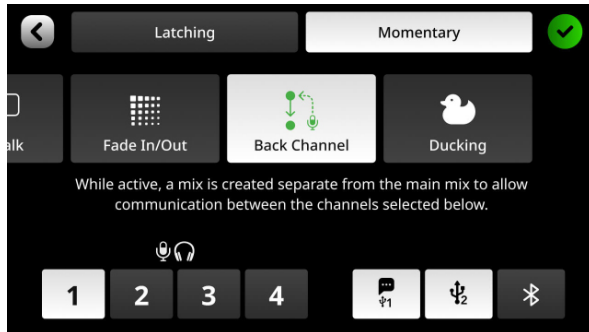 Latching Momentary
alk Fade In/Out Back Channel Ducking
While active, a mix is created separate from the main mix to allow
communication between the channels selected below.
1 2 3 4 1 2